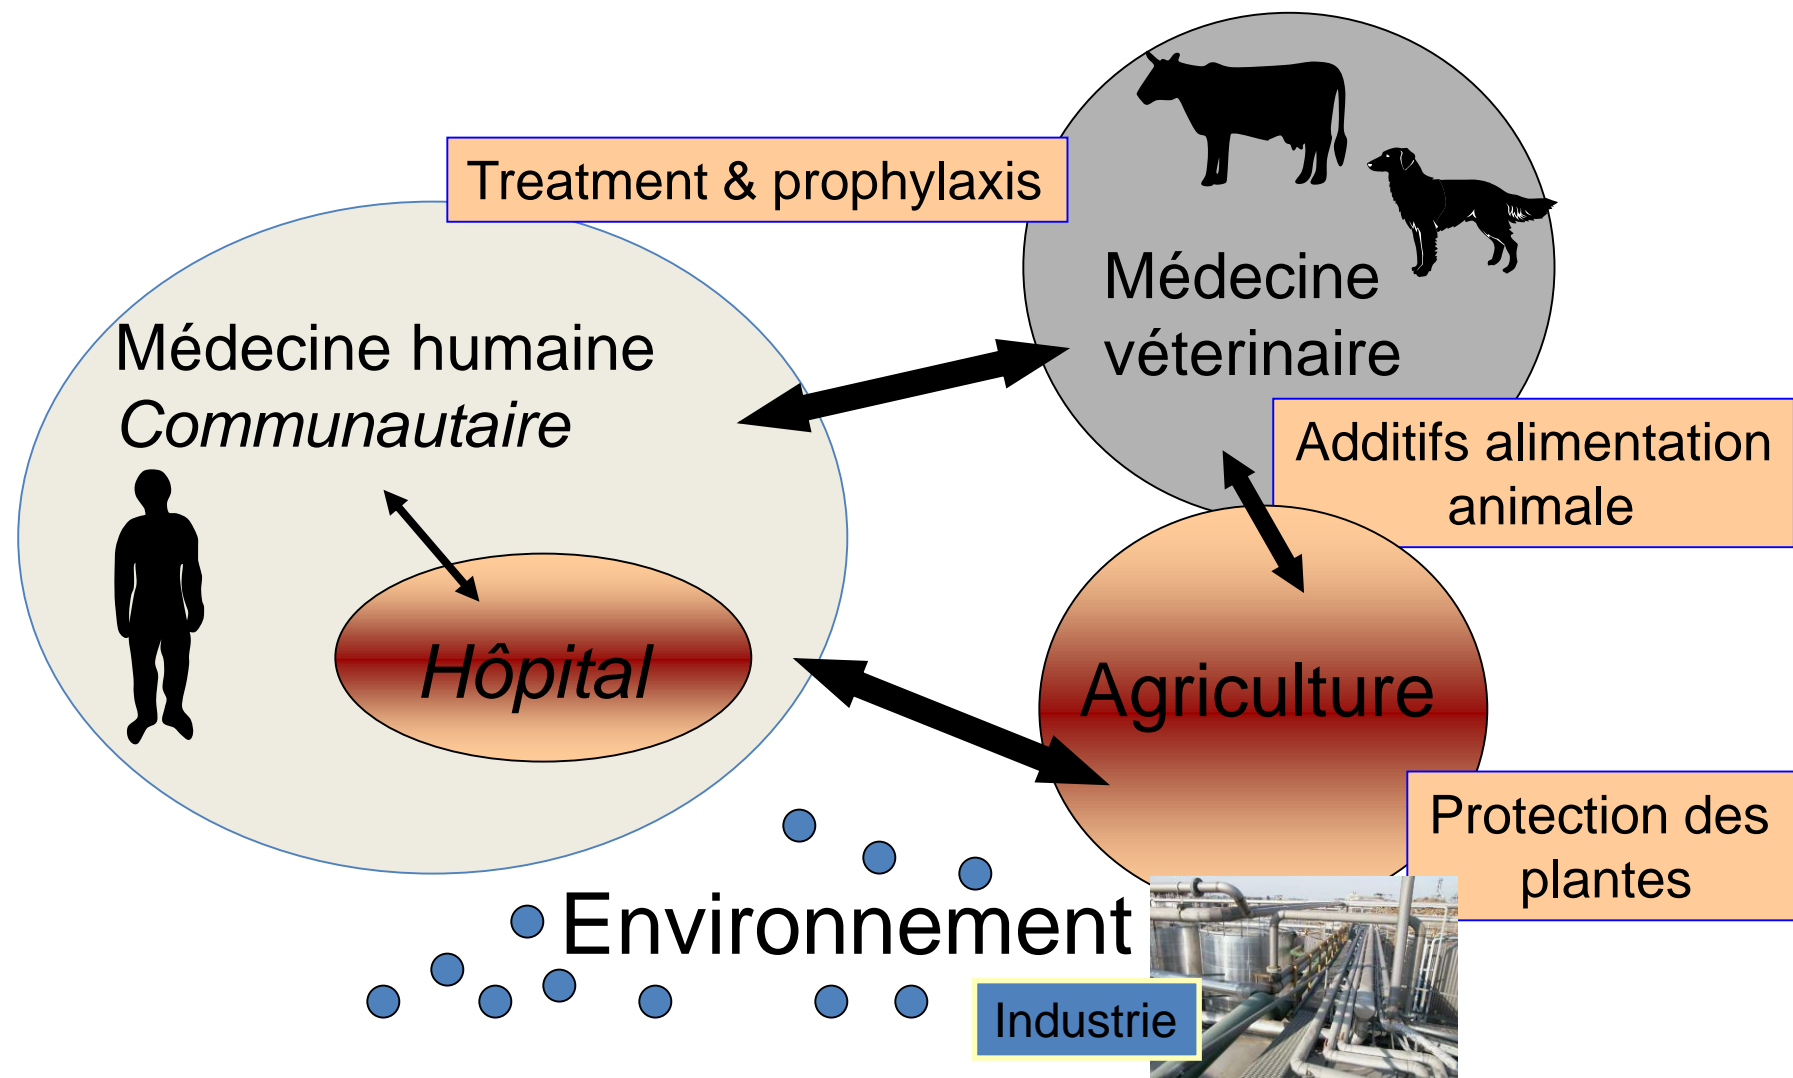 Treatment & prophylaxis
Médecine
véterinaire
Médecine humaine
Communautaire
Additifs alimentation
animale
Hôpital
Agriculture
Protection des
plantes
Environnement
Industrie